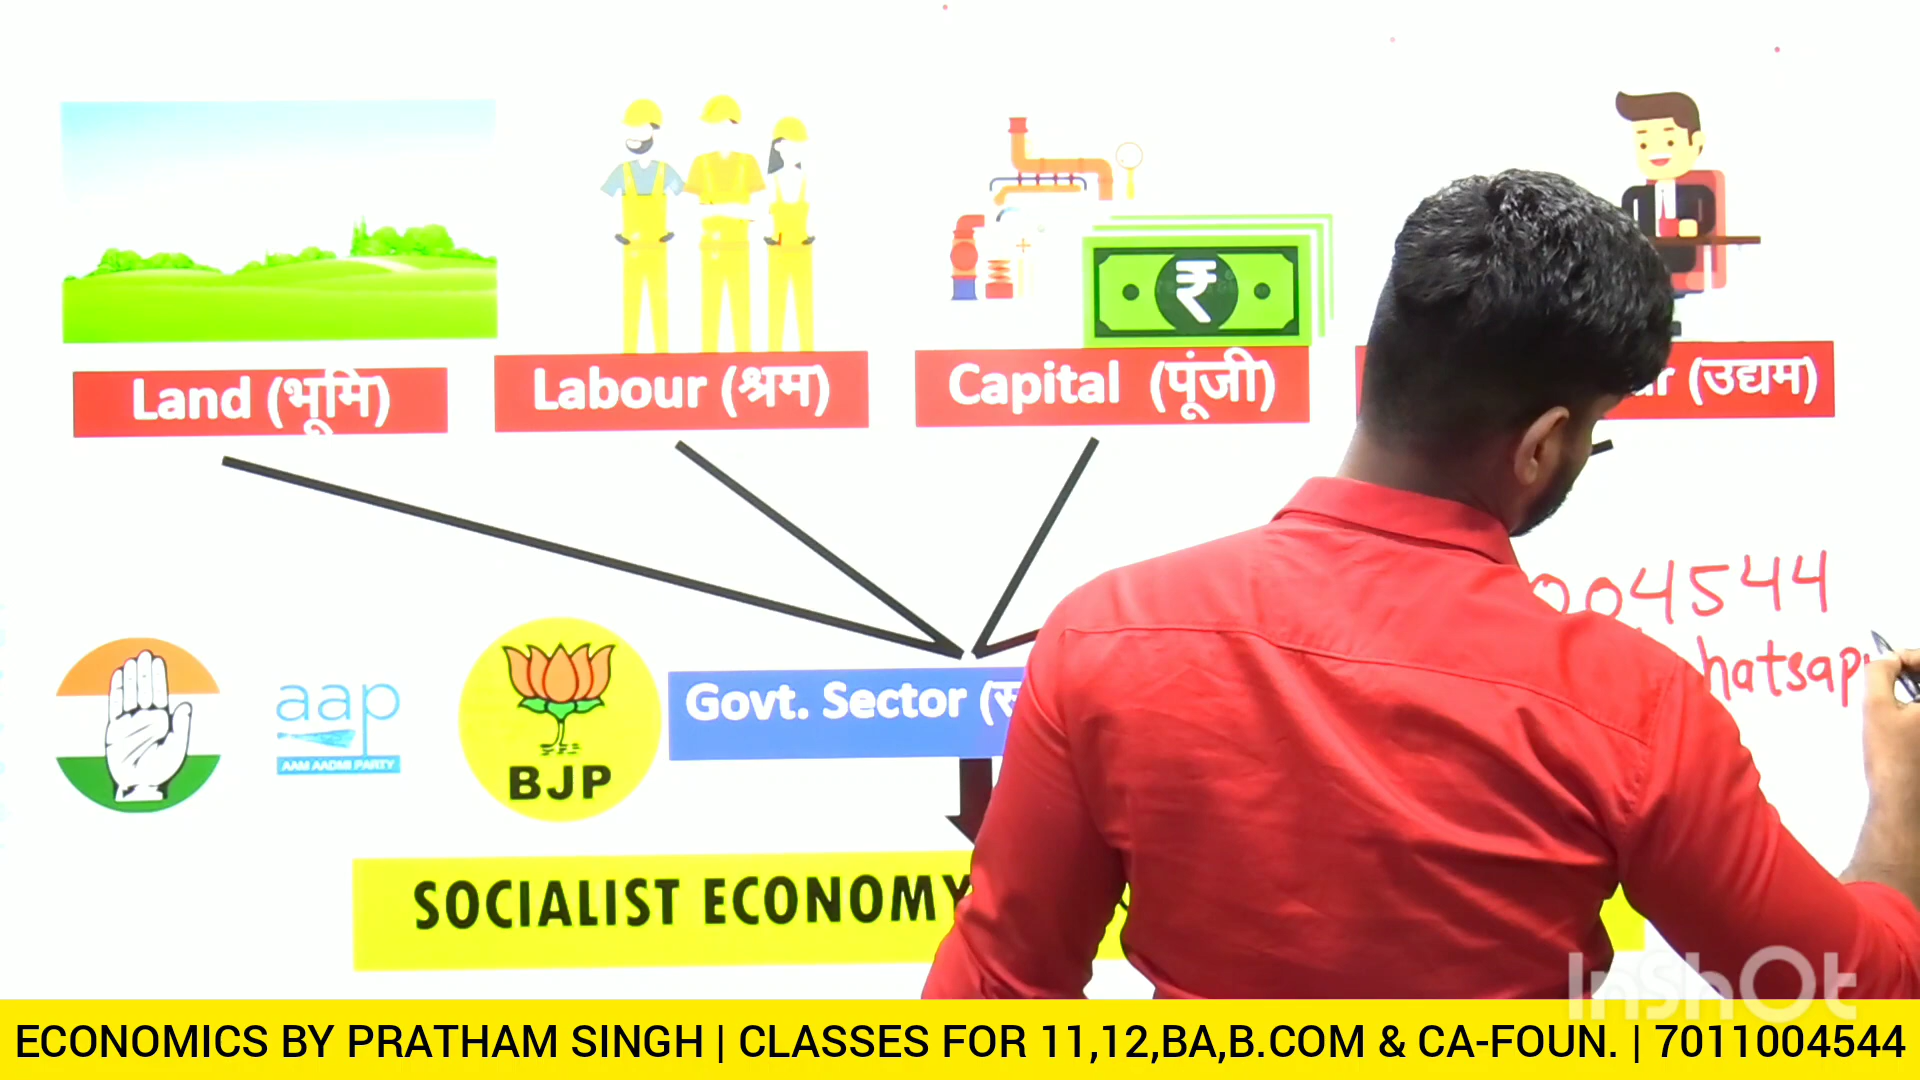 Land (भूमि)
Labour (श्रम)
₹
Capital (पूंजी)
(उद्यम)
004544
hatsap
aap
AAM AADMI PARTY
BJP
Govt. Sector
SOCIALIST ECONOMY
InShOt
ECONOMICS BY PRATHAM SINGH | CLASSES FOR 11,12,BA,B.COM & CA-FOUN. | 7011004544